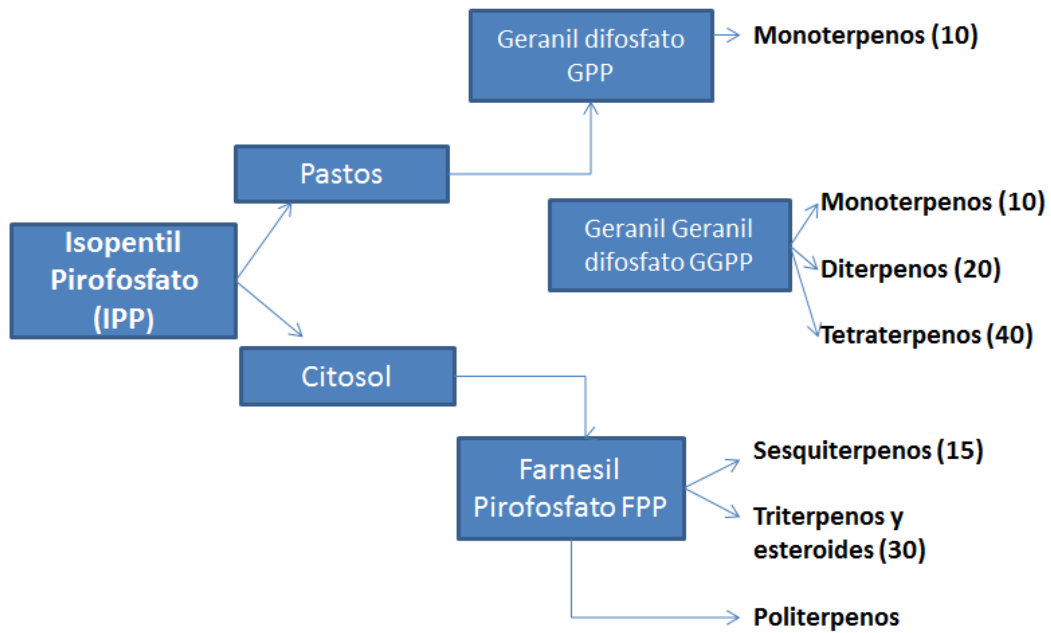 Geranil difosfato
GPP
Monoterpenos (10)
Pastos
Isopentil
Pirofosfato
(IPP)
Geranil Geranil
difosfato GGPP
Monoterpenos (10)
Diterpenos (20)
Tetraterpenos (40)
Citosol
Farnesil
Pirofosfato FPP
Sesquiterpenos (15)
Triterpenos y
esteroides (30)
Politerpenos